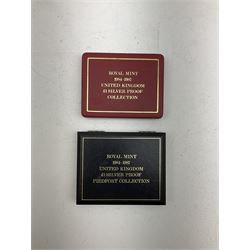 ROYAL MINT
1984-1987
UNITED KINGDOM
£1 SILVER PROOF
COLLECTION
ROYAL MINT
1984-1987
UNITED KINGDOM
£1 SILVER PROOF
PIEDFORT COLLECTION